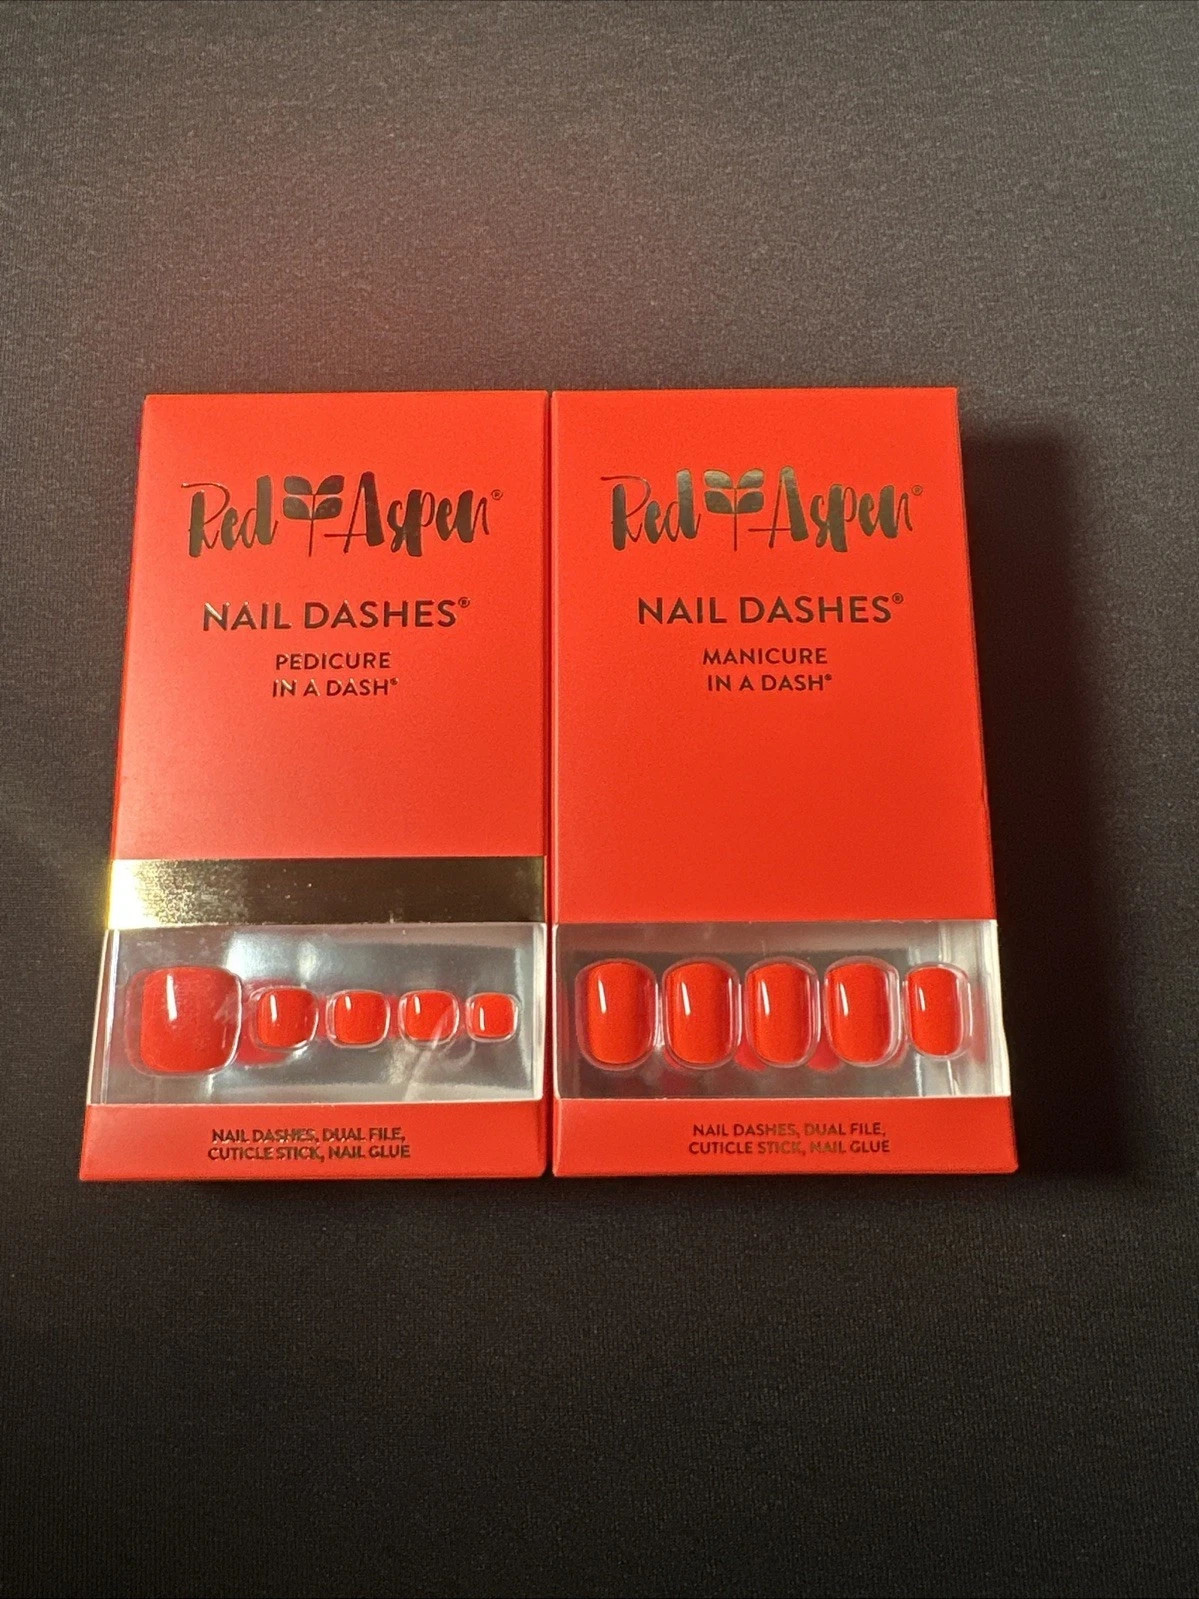 Red Aspen®
NAIL DASHES®
PEDICURE
IN A DASH®
NAIL DASHES, DUAL FILE,
CUTICLE STICK, NAIL GLUE
Red Aspen®
NAIL DASHES®
MANICURE
IN A DASH®
NAIL DASHES, DUAL FILE,
CUTICLE STICK, NAIL GLUE